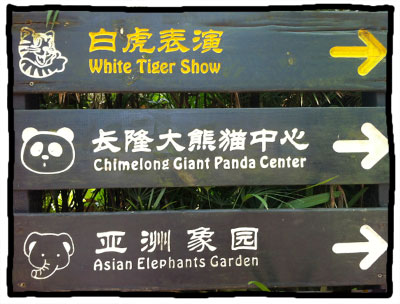 白虎表演
White Tiger Show
长隆大熊猫中心
Chimelong Giant Panda Center
亚洲象园
Asian Elephants Garden